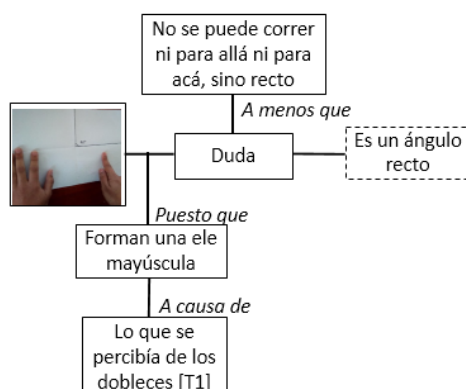 No se puede correr
ni para allá ni para
acá, sino recto
A menos que
Duda
Es un ángulo
recto
Puesto que
Forman una ele
mayúscula
A causa de
Lo que se
percibía de los
dobleces [T1]